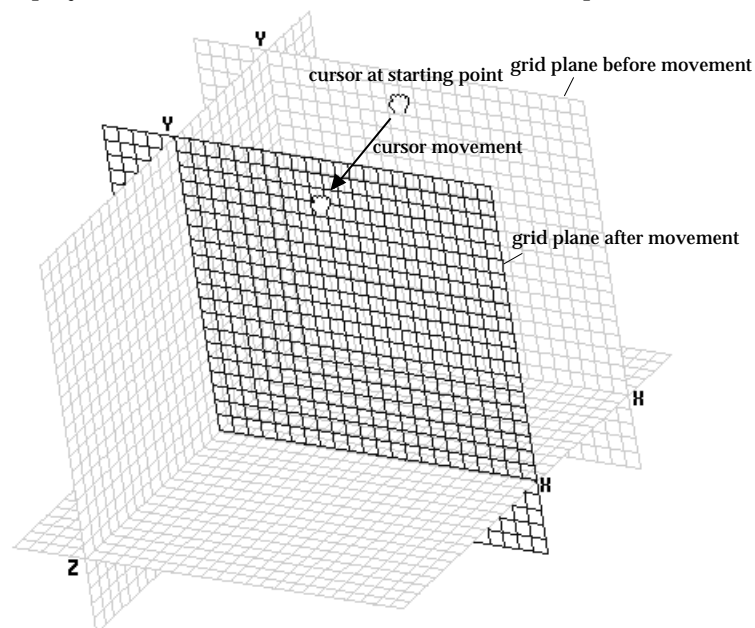 Y
cursor at starting point
grid plane before movement
Y
cursor movement
grid plane after movement
X
X
Z